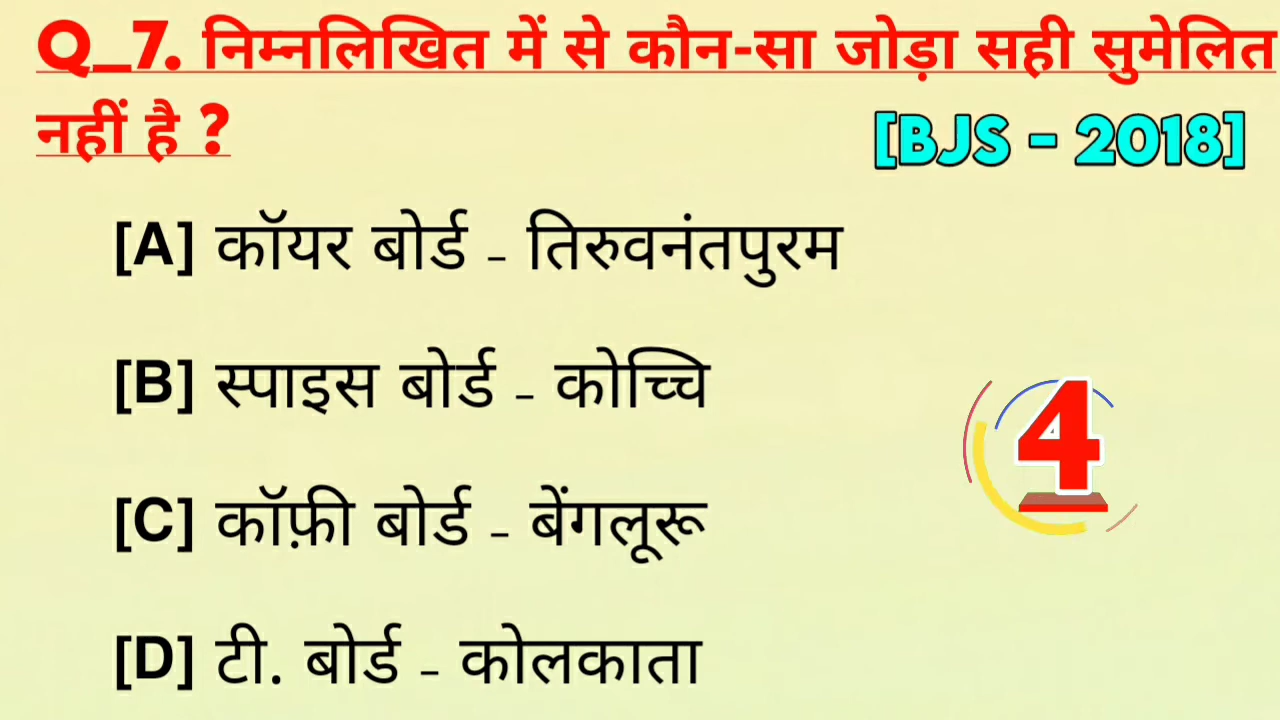 Q_7. निम्नलिखित में से कौन-सा जोड़ा सही सुमेलित
नहीं है ?
[BJS - 2018]
[A] कॉयर बोर्ड - तिरुवनंतपुरम
[B] स्पाइस बोर्ड - कोच्चि
4
[C] कॉफ़ी बोर्ड - बेंगलूरू
[D] टी. बोर्ड - कोलकाता